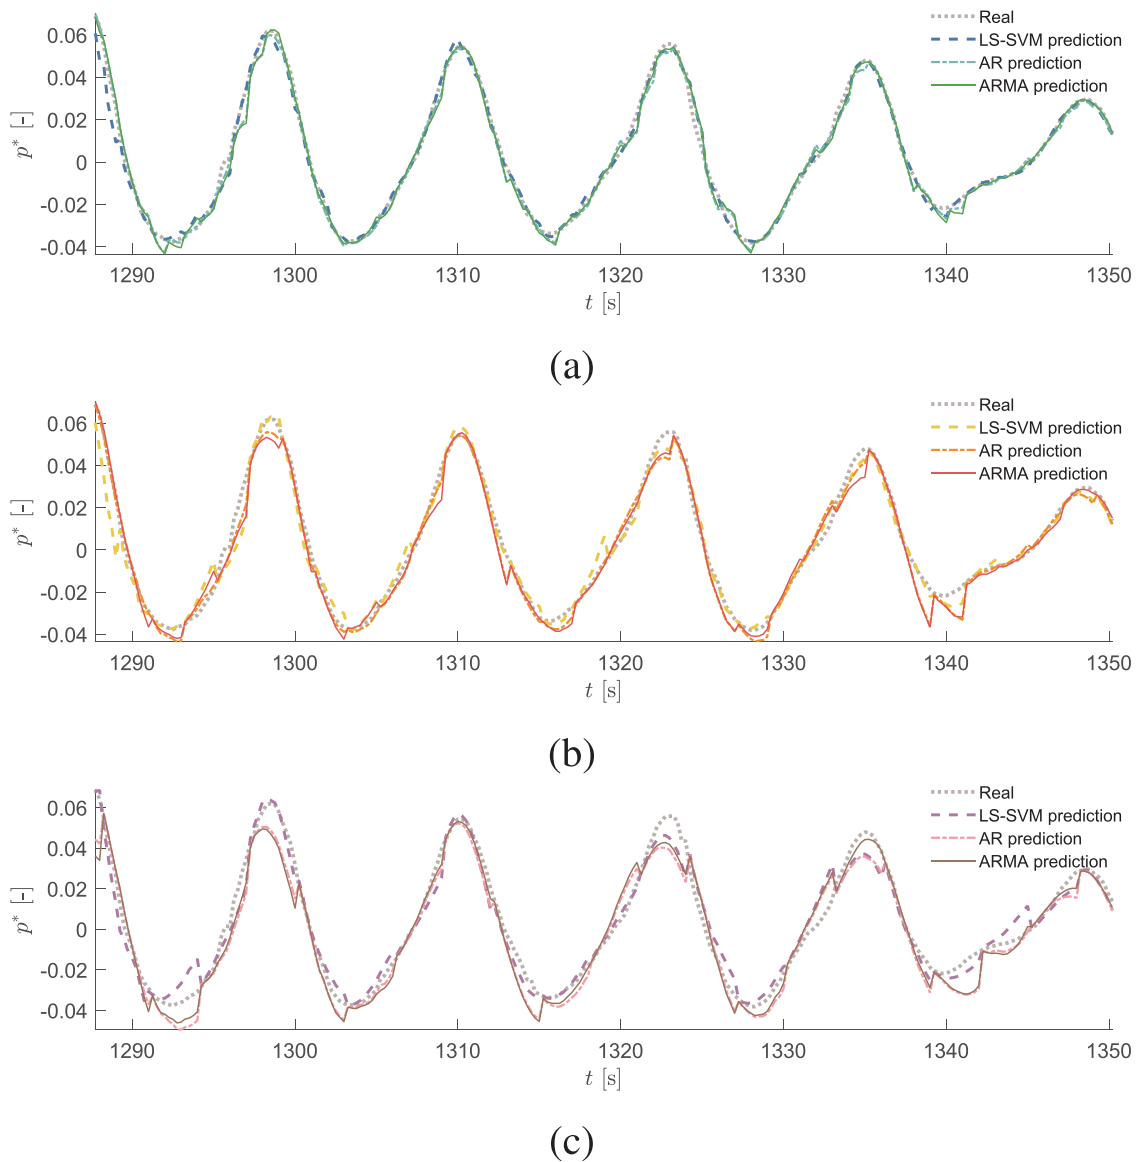 0.06
0.04
0.02
0
-0.02
-0.04
p* [-]
Real
LS-SVM prediction
AR prediction
ARMA prediction
1290 1300 1310 1320 1330 1340 1350
t [s]
(a)
0.06
0.04
0.02
0
-0.02
-0.04
p* [-]
Real
LS-SVM prediction
AR prediction
ARMA prediction
1290 1300 1310 1320 1330 1340 1350
t [s]
(b)
0.06
0.04
0.02
0
-0.02
-0.04
p* [-]
Real
LS-SVM prediction
AR prediction
ARMA prediction
1290 1300 1310 1320 1330 1340 1350
t [s]
(c)